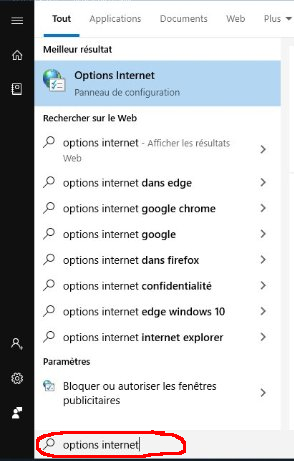 Tout Applications Documents Web Plus
Meilleur résultat
Options Internet
Panneau de configuration
Rechercher sur le Web
options internet - Afficher les résultats
Web
options internet dans edge
options internet google chrome
options internet google
options internet dans firefox
options internet confidentialité
options internet edge windows 10
options internet internet explorer
Paramètres
Bloquer ou autoriser les fenêtres
publicitaires
options internet